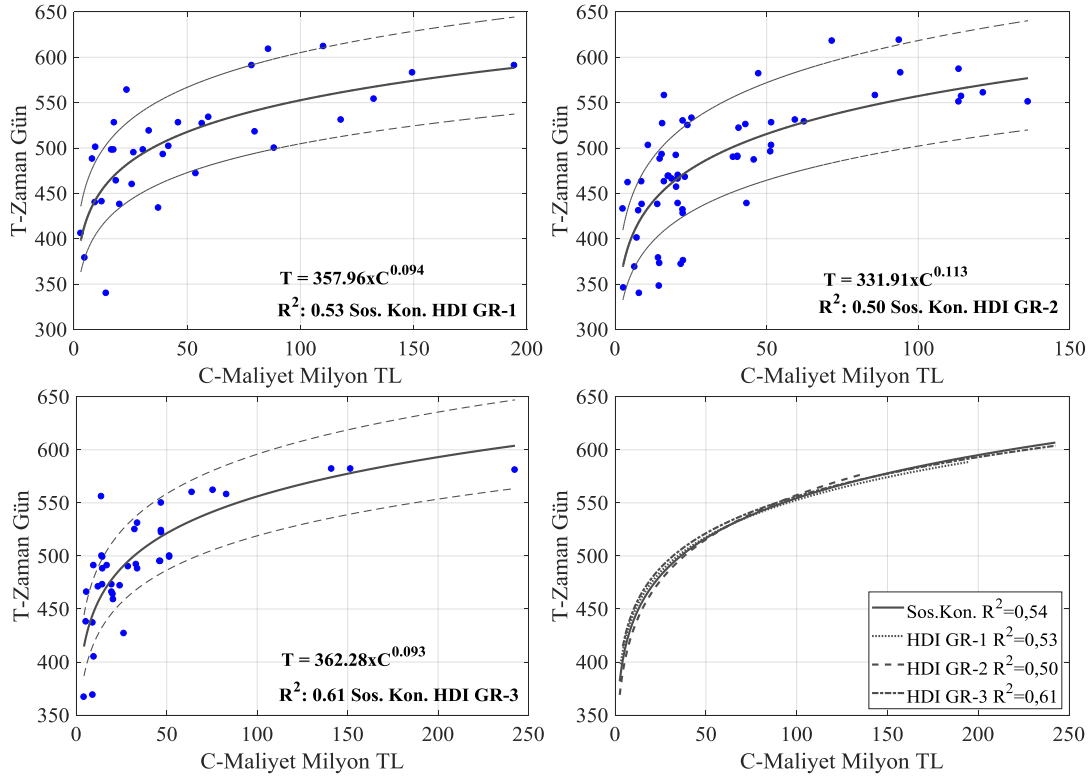 650
600
550
500
450
400
350
300
T-Zaman Gün
T = 357.96xC^0.094
R^2: 0.53 Sos. Kon. HDI GR-1
0 50 100 150 200
C-Maliyet Milyon TL
650
600
550
500
450
400
350
300
T-Zaman Gün
T = 331.91xC^0.113
R^2: 0.50 Sos. Kon. HDI GR-2
0 50 100 150
C-Maliyet Milyon TL
650
600
550
500
450
400
350
T-Zaman Gün
T = 362.28xC^0.093
R^2: 0.61 Sos. Kon. HDI GR-3
0 50 100 150 200 250
C-Maliyet Milyon TL
650
600
550
500
450
400
350
T-Zaman Gün
Sos.Kon. R^2=0,54
HDI GR-1 R^2=0,53
HDI GR-2 R^2=0,50
HDI GR-3 R^2=0,61
0 50 100 150 200 250
C-Maliyet Milyon TL